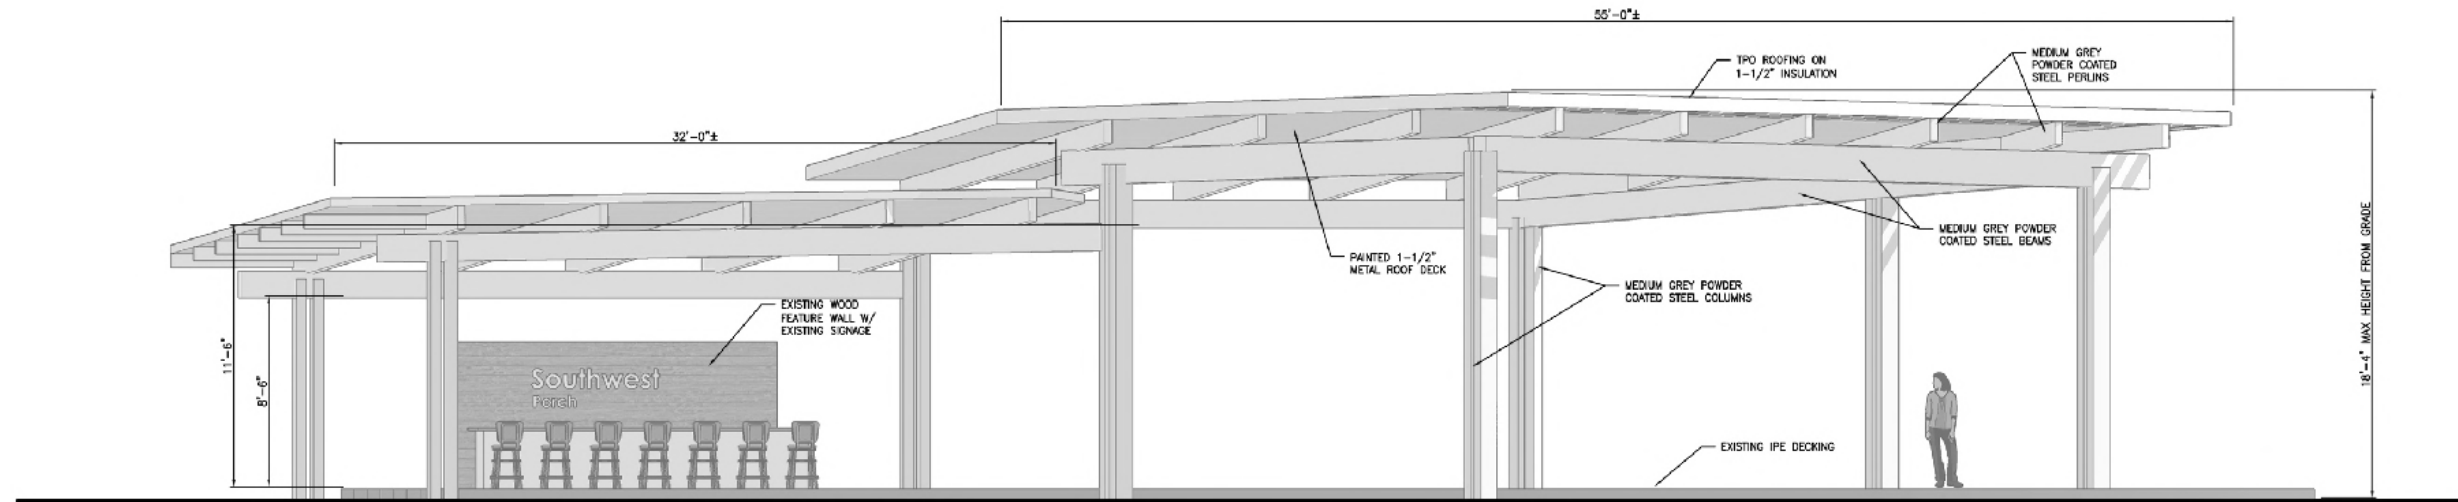 55'-0"±
TPO ROOFING ON
1-1/2" INSULATION
MEDIUM GREY
POWDER COATED
STEEL PERLINS
32'-0"±
PAINTED 1-1/2"
METAL ROOF DECK
MEDIUM GREY POWDER
COATED STEEL BEAMS
MEDIUM GREY POWDER
COATED STEEL COLUMNS
EXISTING WOOD
FEATURE WALL W/
EXISTING SIGNAGE
11'-6"
8'-6"
Southwest
Porch
EXISTING IPE DECKING
18'-4" MAX HEIGHT FROM GRADE